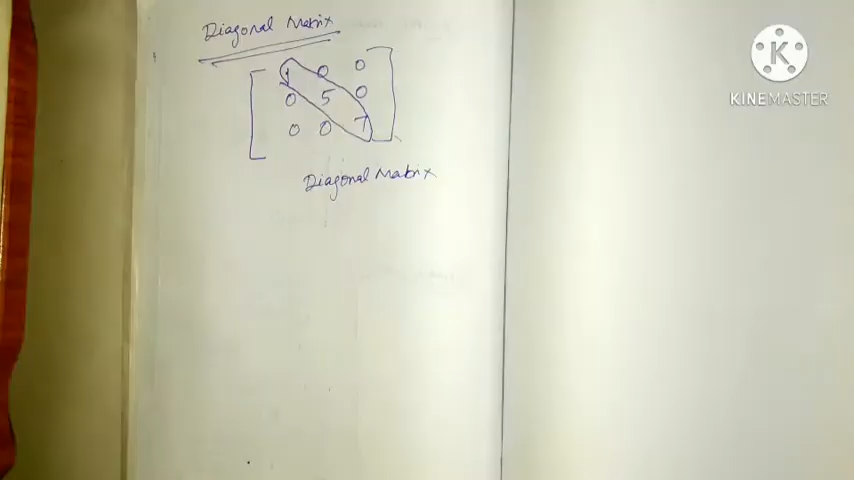 Diagonal Matrix
1 0 0
0 5 0
0 0 7
Diagonal Matrix
K
KINEMASTER